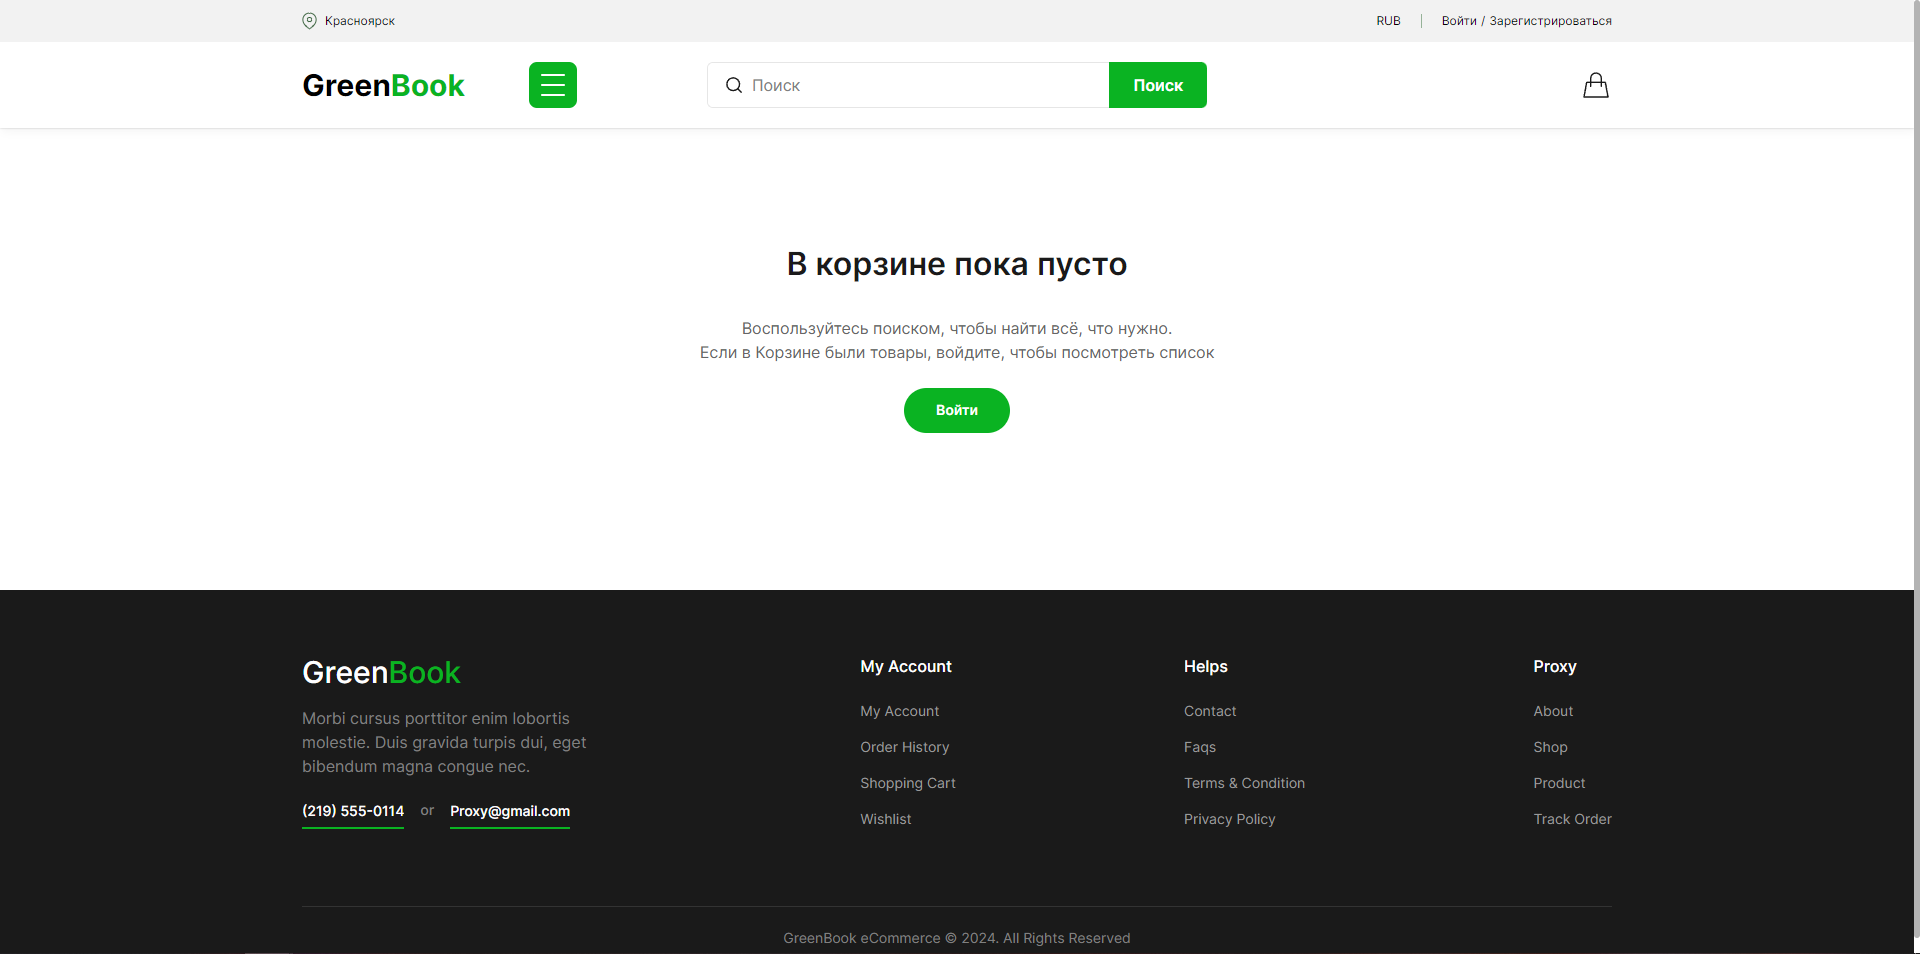 Красноярск
RUB
Войти / Зарегистрироваться
GreenBook
Поиск
Поиск
В корзине пока пусто
Воспользуйтесь поиском, чтобы найти всё, что нужно.
Если в Корзине были товары, войдите, чтобы посмотреть список
Войти
GreenBook
Morbi cursus porttitor enim lobortis
molestie. Duis gravida turpis dui, eget
bibendum magna congue nec.
(219) 555-0114 or Proxy@gmail.com
My Account
My Account
Order History
Shopping Cart
Wishlist
Helps
Contact
Faqs
Terms & Condition
Privacy Policy
Proxy
About
Shop
Product
Track Order
GreenBook eCommerce © 2024. All Rights Reserved